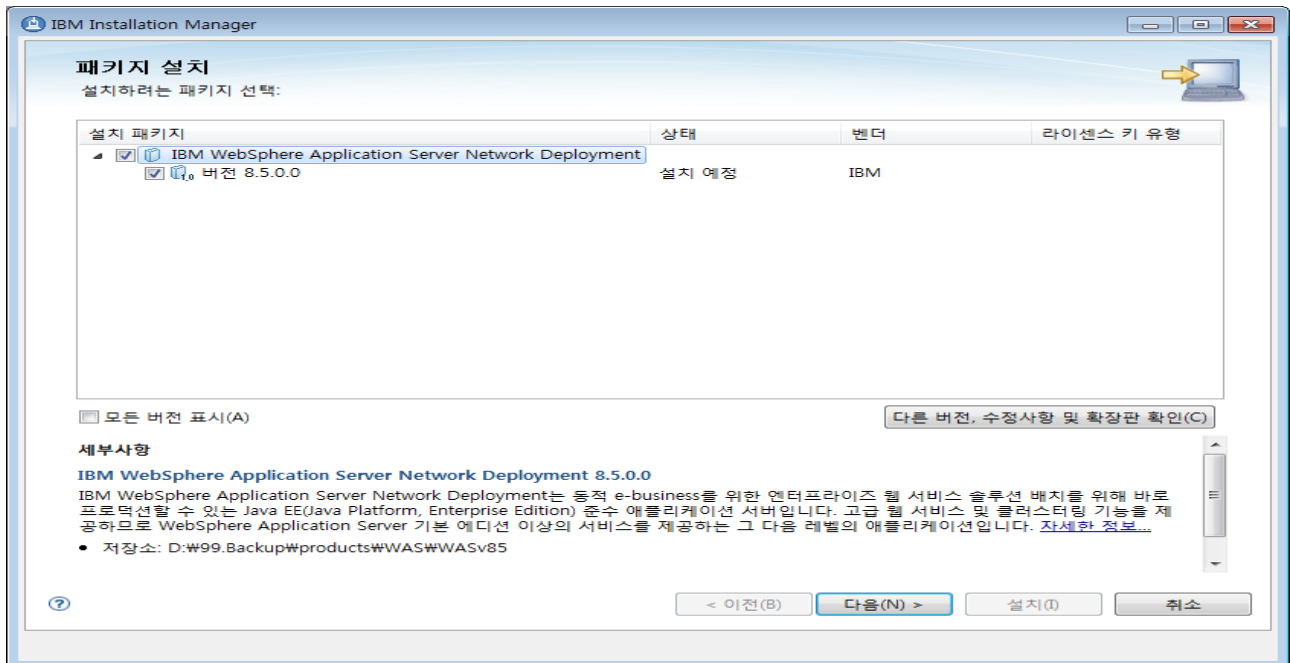 IBM Installation Manager
패키지 설치
설치하려는 패키지 선택:
설치 패키지 상태 벤더 라이센스 키 유형
IBM WebSphere Application Server Network Deployment
버전 8.5.0.0 설치 예정 IBM
모든 버전 표시(A) 다른 버전, 수정사항 및 확장판 확인(C)
세부사항
IBM WebSphere Application Server Network Deployment 8.5.0.0
IBM WebSphere Application Server Network Deployment는 동적 e-business를 위한 엔터프라이즈 웹 서비스 솔루션 배치를 위해 바로
프로덕션할 수 있는 Java EE(Java Platform, Enterprise Edition) 준수 애플리케이션 서버입니다. 고급 웹 서비스 및 클러스터링 기능을 제
공하므로 WebSphere Application Server 기본 에디션 이상의 서비스를 제공하는 그 다음 레벨의 애플리케이션입니다. 자세한 정보...
• 저장소: D:₩99.Backup₩products₩WAS₩WASv85
< 이전(B) 다음(N) > 설치(I) 취소